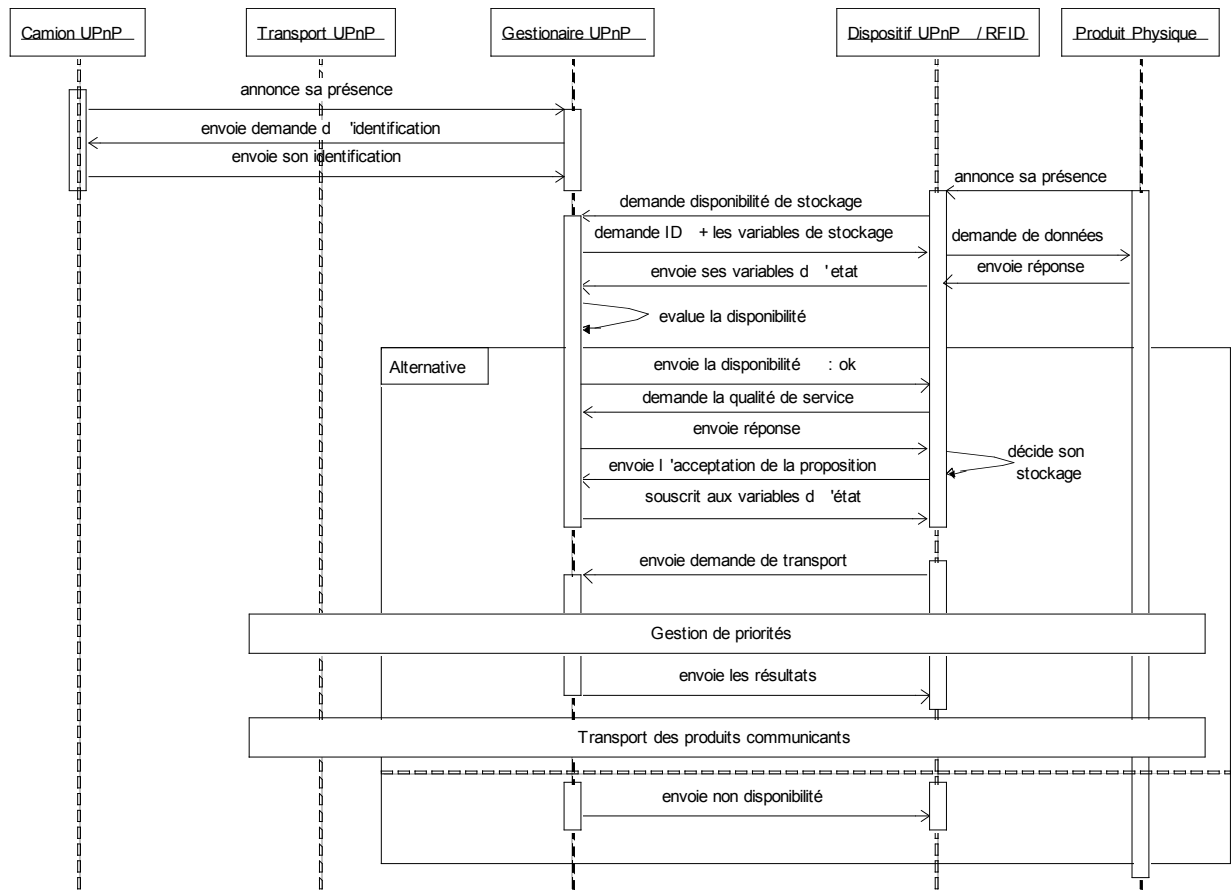 Camion UPnP
Transport UPnP
Gestionaire UPnP
Dispositif UPnP / RFID
Produit Physique
annonce sa présence
envoie demande d 'identification
envoie son identification
annonce sa présence
demande disponibilité de stockage
demande ID + les variables de stockage
demande de données
envoie ses variables d 'etat
envoie réponse
evalue la disponibilité
Alternative
envoie la disponibilité : ok
demande la qualité de service
envoie réponse
décide son
stockage
envoie l 'acceptation de la proposition
souscrit aux variables d 'état
envoie demande de transport
Gestion de priorités
envoie les résultats
Transport des produits communicants
envoie non disponibilité